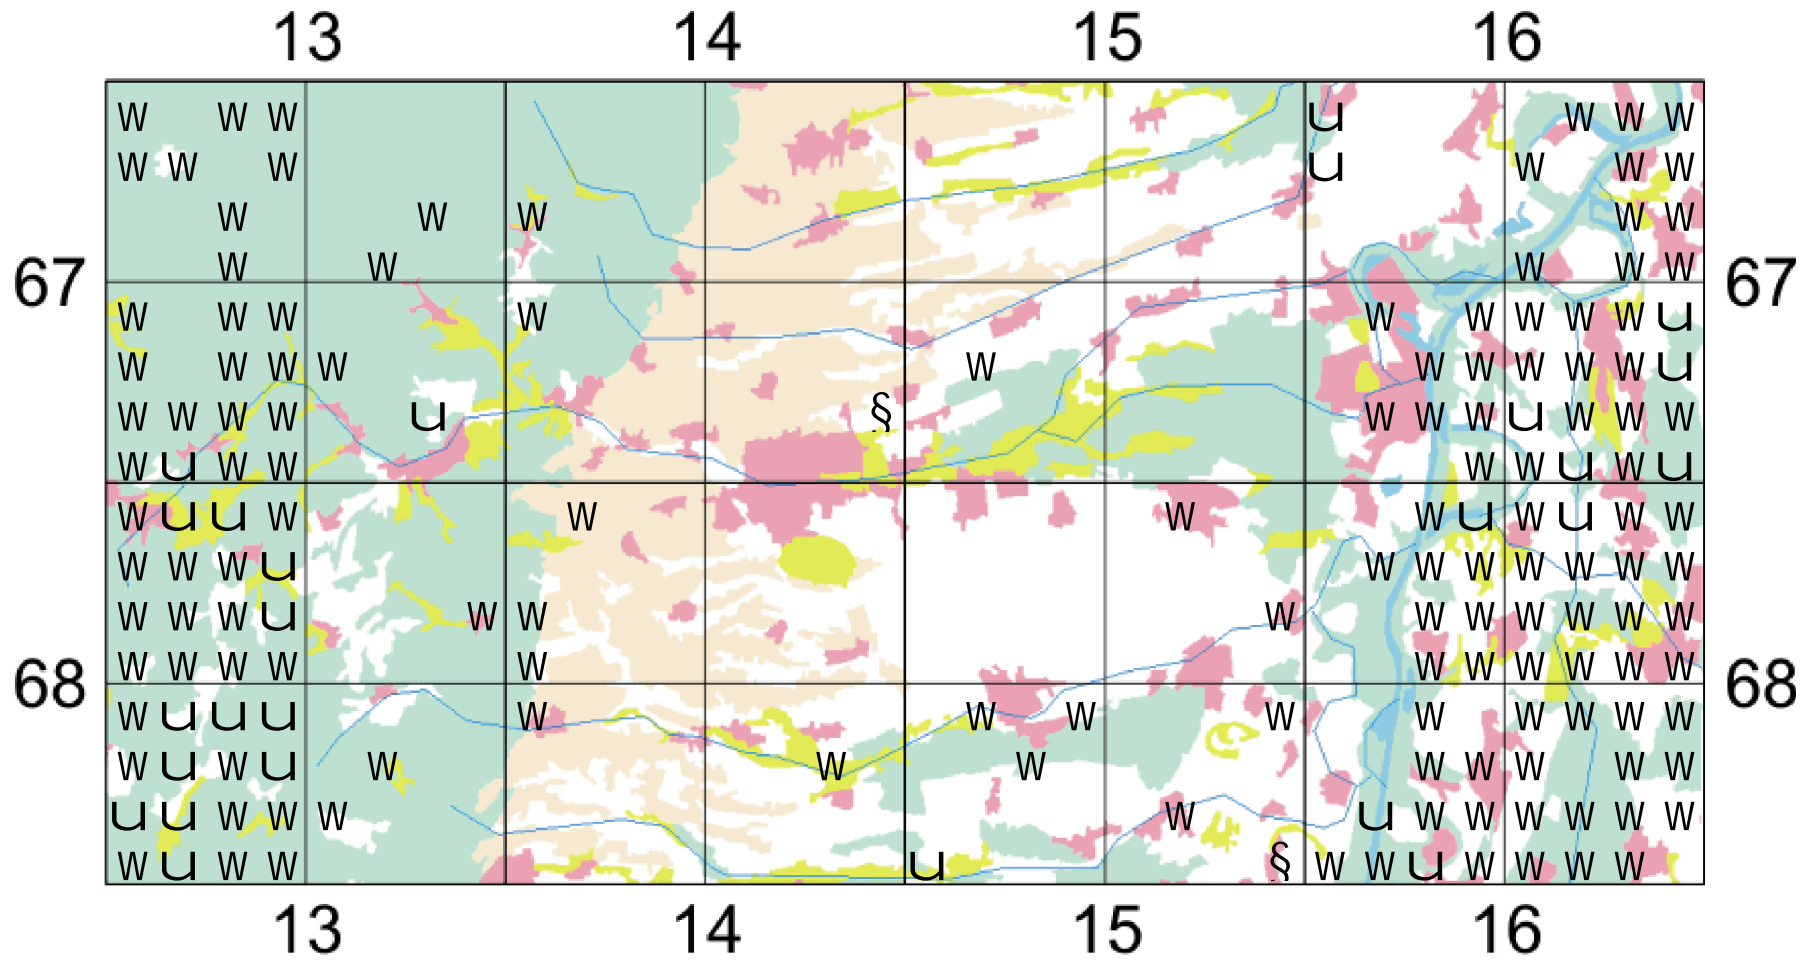 13 14 15 16
W W W u W W W
W W W u W W W
W W W W W
67 W W W W W 67
W W W W W W W W W u
W W W W W W W W W W u
W W W W u § W W W u W W W
W u W W W W u W u
W u u W W W W u W u W W
W W W u W W W W W W W
W W W u W W W W W W W W W
68 W W W W W W W W W W W 68
W u u u W W W W W W W W W
W u W u W W W W W W W W
u u W W W W u W W W W W W
W u W W u § W W u W W W W
13 14 15 16